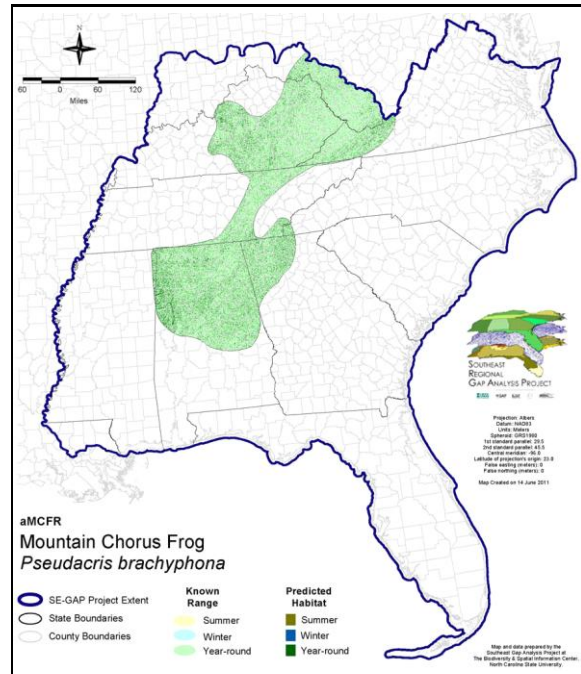 N
60 0 60 120
Miles
SOUTHEAST
REGIONAL
GAP ANALYSIS PROJECT
Projection: Albers
Datum: NAD83
Units: Meters
Spheroid: GRS1980
1st standard parallel: 29.5
2nd standard parallel: 45.5
Central meridian: -96.0
Latitude of projection's origin: 23.0
False easting (meters): 0
False northing (meters): 0
Map Created on 14 June 2011
aMCFR
Mountain Chorus Frog
Pseudacris brachyphona
SE-GAP Project Extent
State Boundaries
County Boundaries
Known
Range
Summer
Winter
Year-round
Predicted
Habitat
Summer
Winter
Year-round
Map and data prepared by the
Southeast Gap Analysis Project at
The Biodiversity & Spatial Information Center,
North Carolina State University.